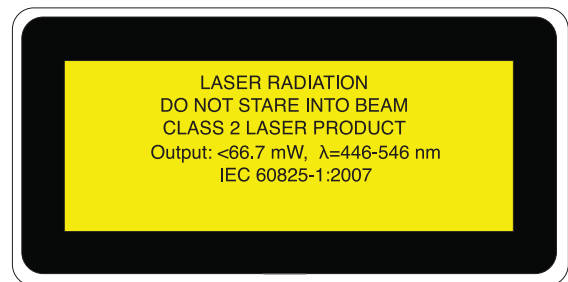 LASER RADIATION
DO NOT STARE INTO BEAM
CLASS 2 LASER PRODUCT
Output: <66.7 mW, λ=446-546 nm
IEC 60825-1:2007